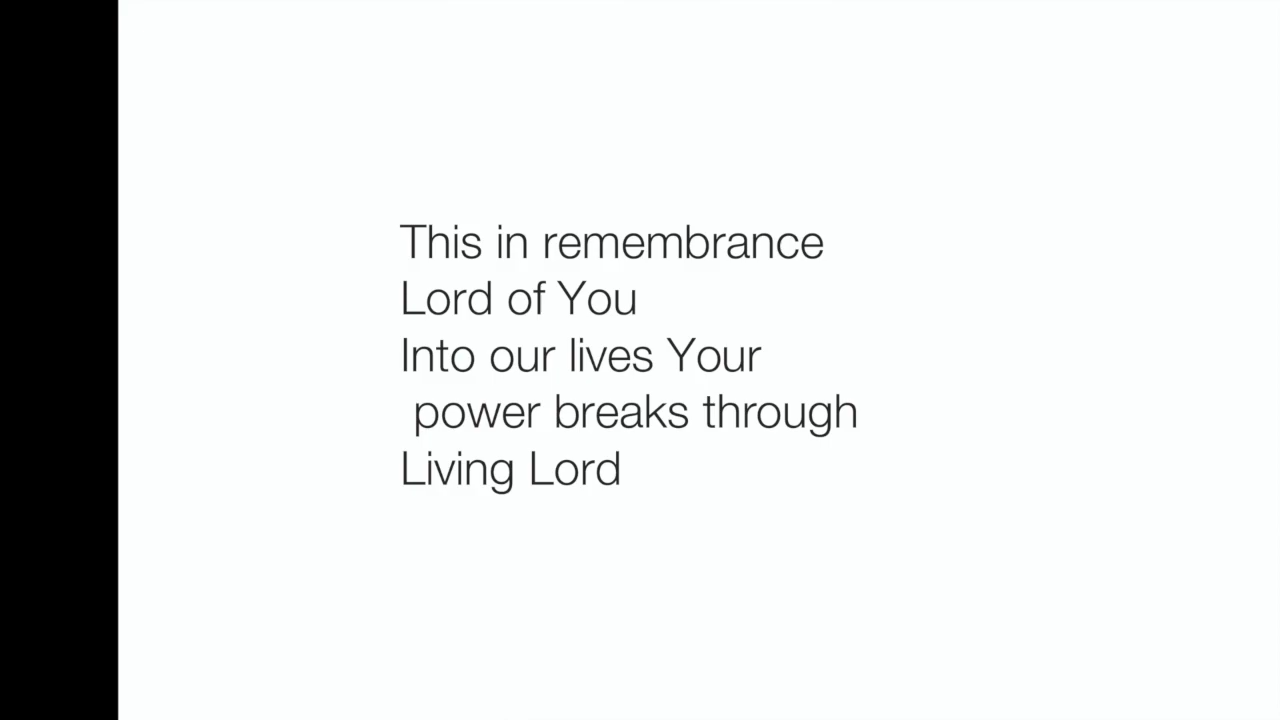 This in remembrance
Lord of You
Into our lives Your
power breaks through
Living Lord